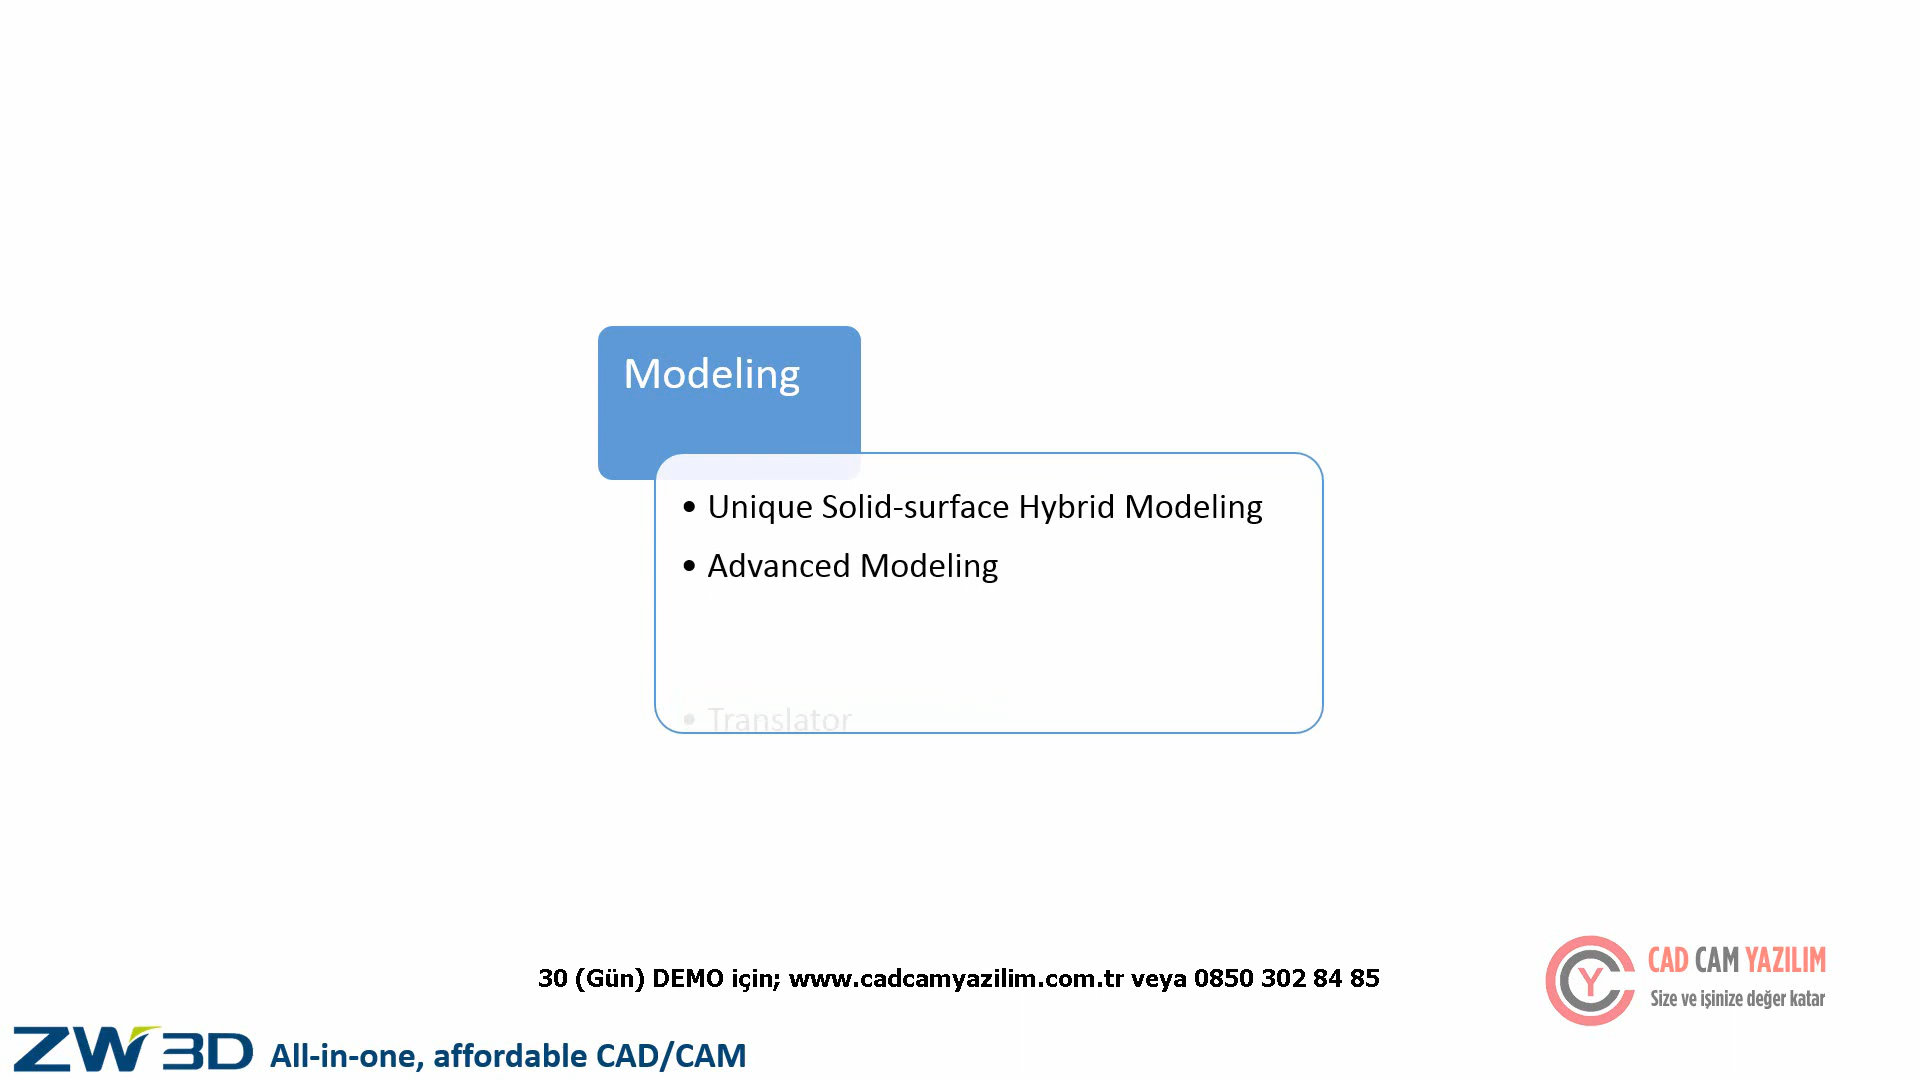 Modeling
• Unique Solid-surface Hybrid Modeling
• Advanced Modeling
• Translator
30 (Gün) DEMO için; www.cadcamyazilim.com.tr veya 0850 302 84 85
CAD CAM YAZILIM
Size ve işinize değer katar
ZW3D All-in-one, affordable CAD/CAM